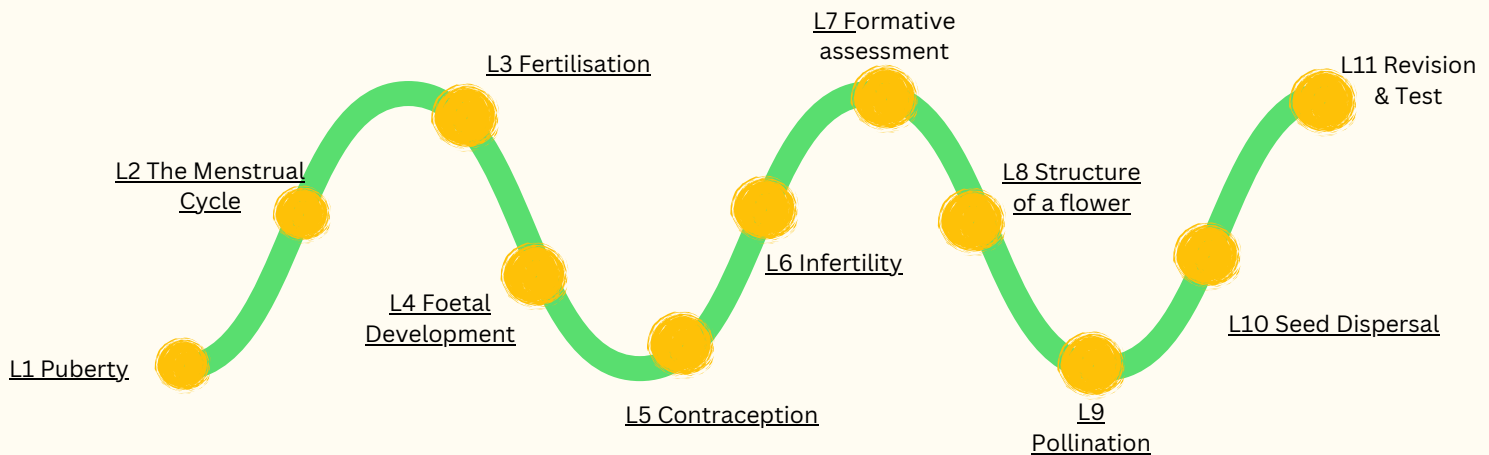 L1 Puberty
L2 The Menstrual
Cycle
L3 Fertilisation
L4 Foetal
Development
L5 Contraception
L6 Infertility
L7 Formative
assessment
L8 Structure
of a flower
L9
Pollination
L10 Seed Dispersal
L11 Revision
& Test